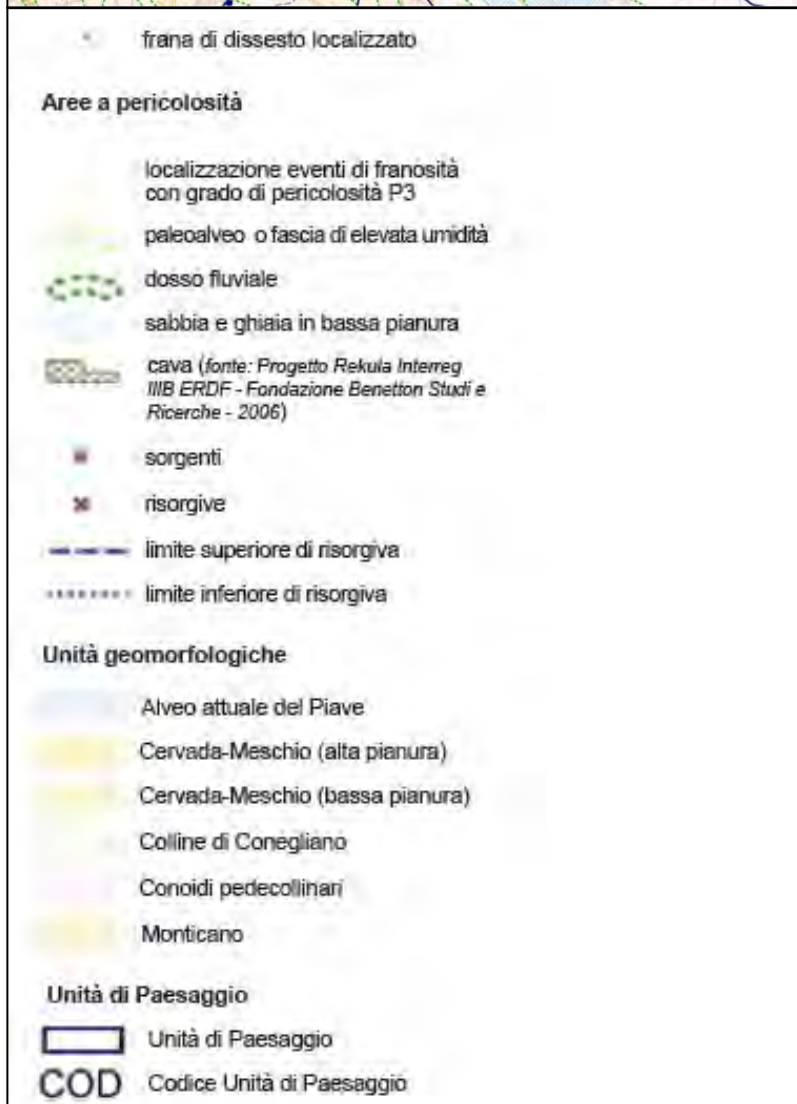 frana di dissesto localizzato
Aree a pericolosità
localizzazione eventi di franosità
con grado di pericolosità P3
paleoalveo o fascia di elevata umidità
dosso fluviale
sabbia e ghiaia in bassa pianura
cava (fonte: Progetto Rekula Interreg
IIIB ERDF - Fondazione Benetton Studi e
Ricerche - 2006)
sorgenti
risorgive
limite superiore di risorgiva
limite inferiore di risorgiva
Unità geomorfologiche
Alveo attuale del Piave
Cervada-Meschio (alta pianura)
Cervada-Meschio (bassa pianura)
Colline di Conegliano
Conoidi pedecollinari
Monticano
Unità di Paesaggio
Unità di Paesaggio
COD Codice Unità di Paesaggio